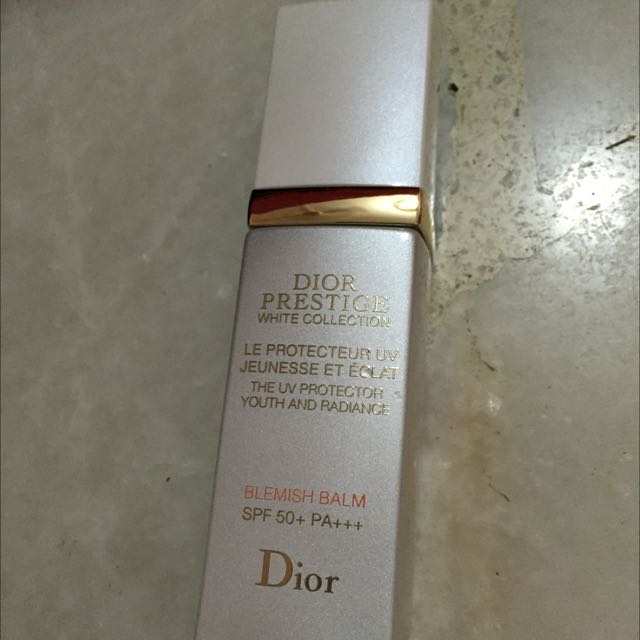 DIOR
PRESTIGE
WHITE COLLECTION
LE PROTECTEUR UV
JEUNESSE ET ÉCLAT
THE UV PROTECTOR
YOUTH AND RADIANCE
BLEMISH BALM
SPF 50+ PA+++
Dior